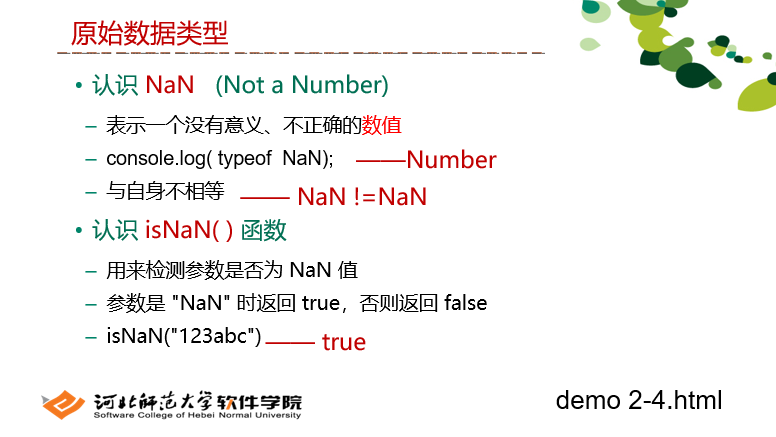 原始数据类型
• 认识 NaN (Not a Number)
– 表示一个没有意义、不正确的数值
– console.log( typeof NaN); ——Number
– 与自身不相等 —— NaN !=NaN
• 认识 isNaN( ) 函数
– 用来检测参数是否为 NaN 值
– 参数是 "NaN" 时返回 true，否则返回 false
– isNaN("123abc") —— true
河北师范大学软件学院
Software College of Hebei Normal University
demo 2-4.html